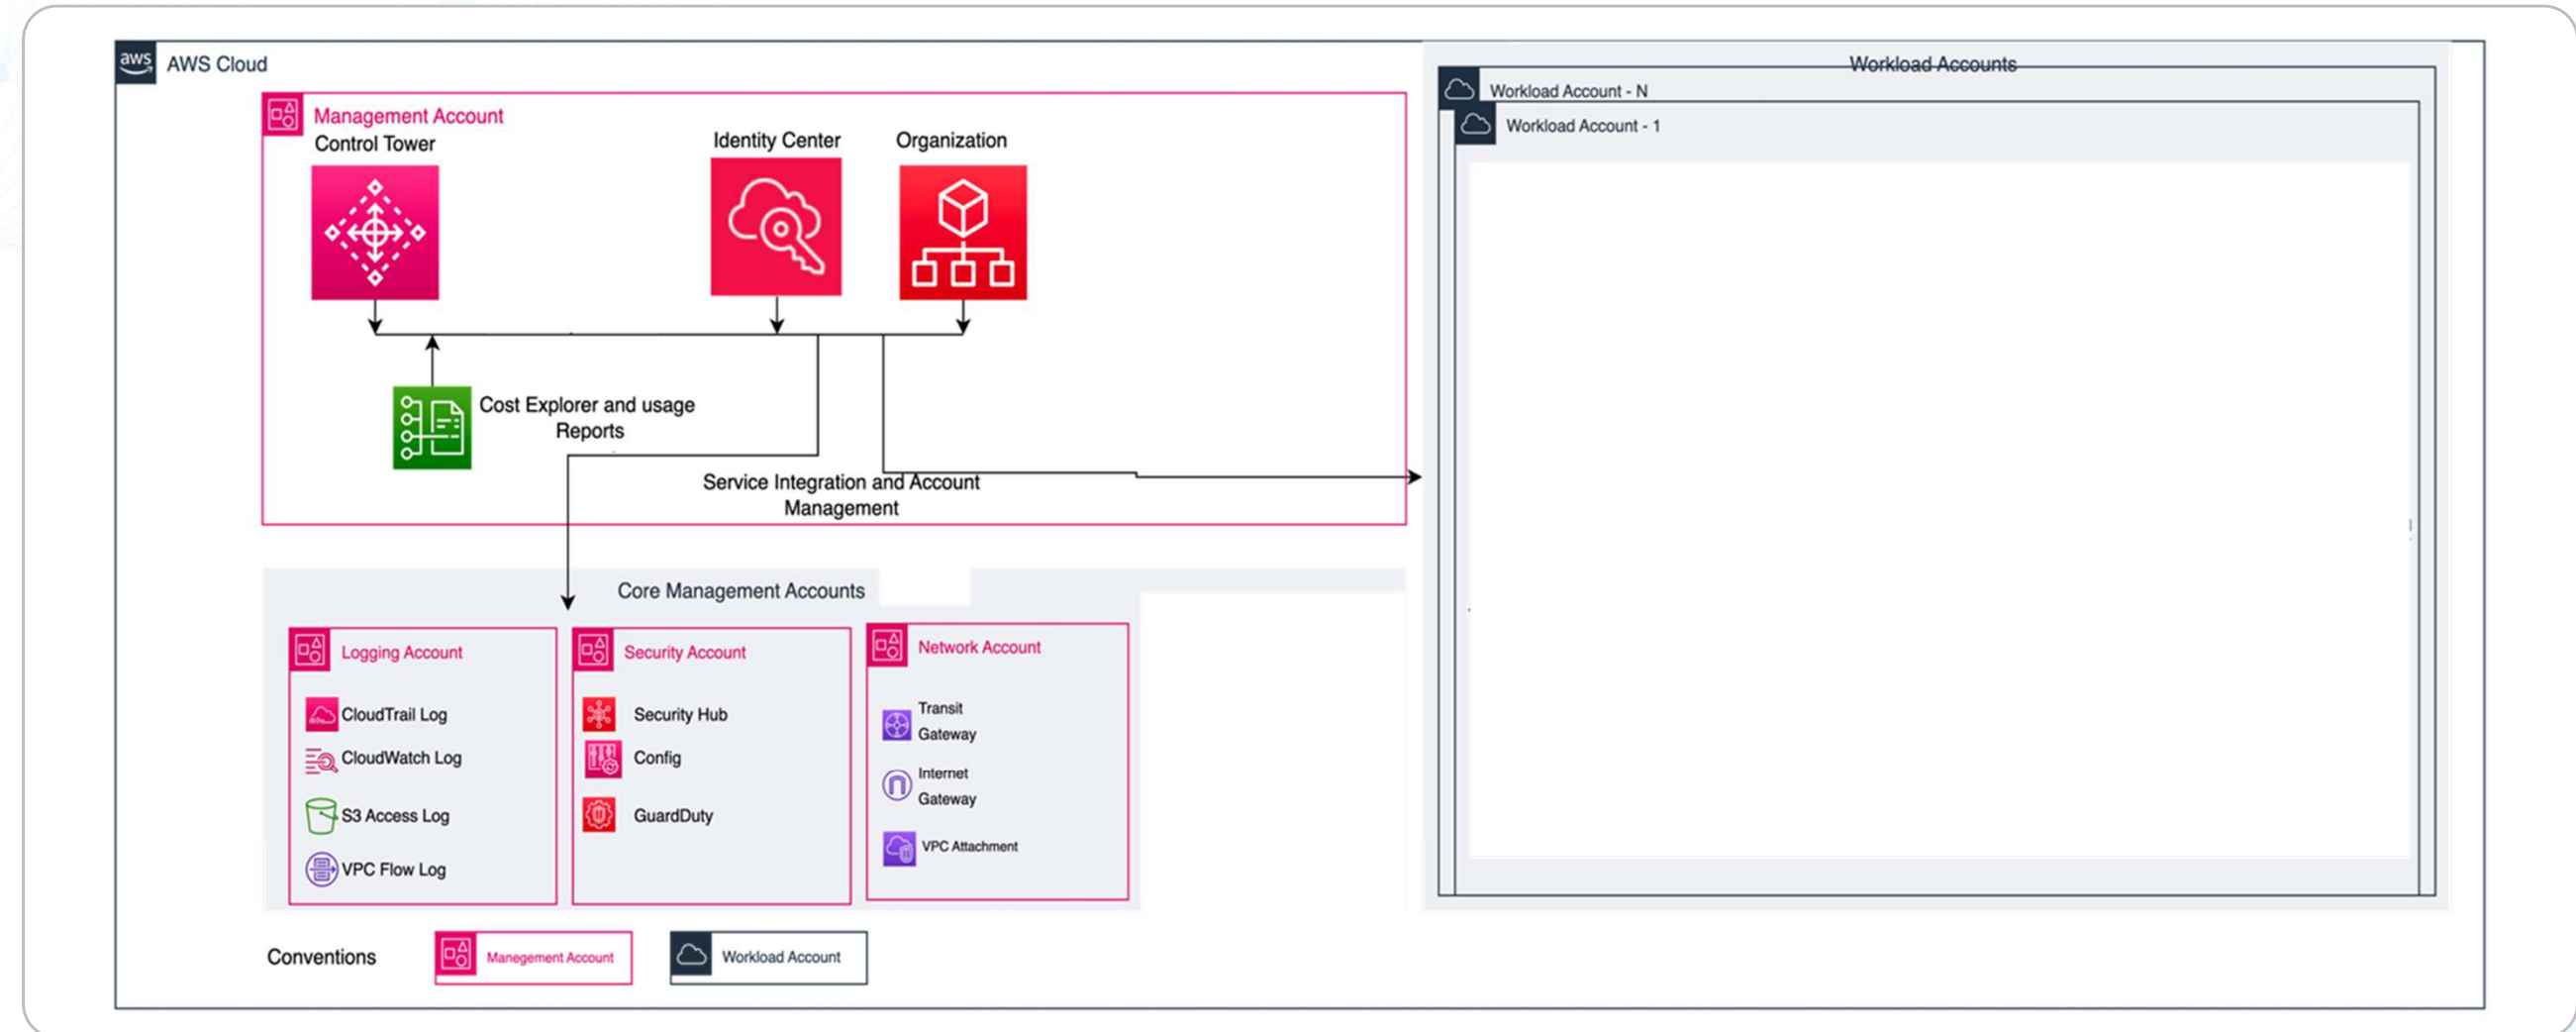 aws
AWS Cloud
Management Account
Control Tower
Identity Center
Organization
Cost Explorer and usage
Reports
Service Integration and Account
Management
Core Management Accounts
Logging Account
CloudTrail Log
CloudWatch Log
S3 Access Log
VPC Flow Log
Security Account
Security Hub
Config
GuardDuty
Network Account
Transit
Gateway
Internet
Gateway
VPC Attachment
Workload Accounts
Workload Account - N
Workload Account - 1
Conventions
Manegement Account
Workload Account